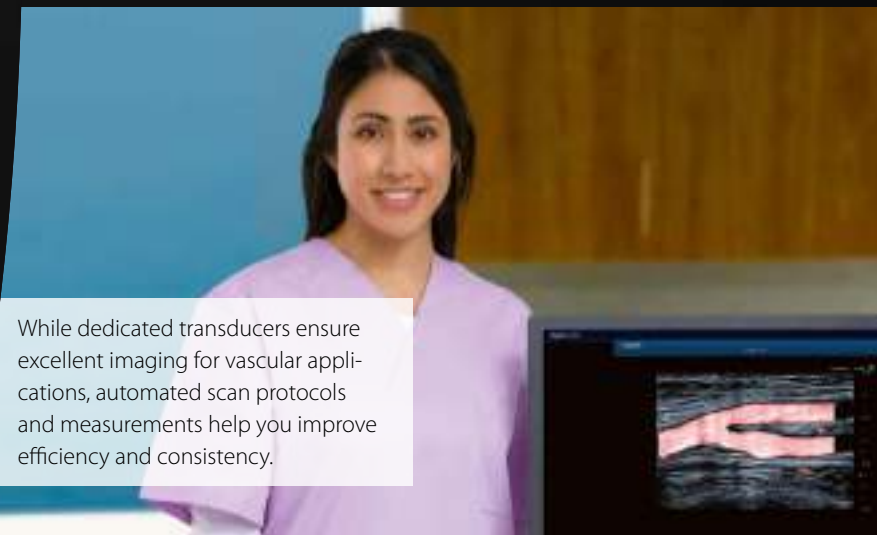 While dedicated transducers ensure
excellent imaging for vascular appli-
cations, automated scan protocols
and measurements help you improve
efficiency and consistency.